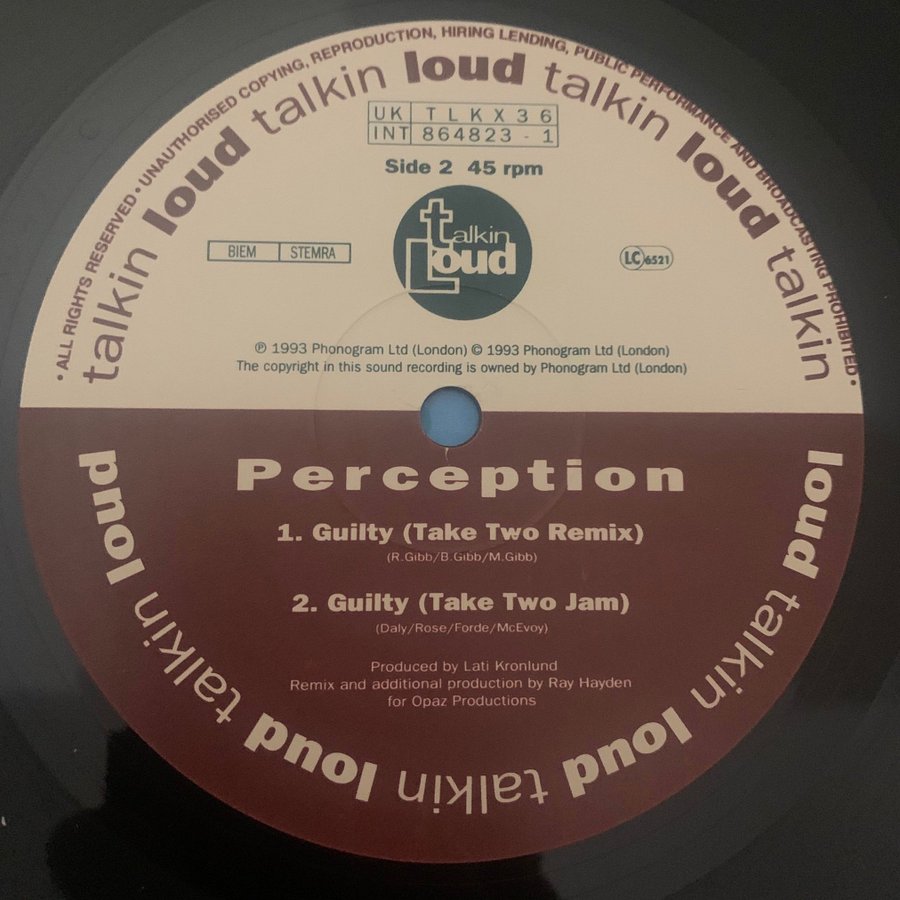 • ALL RIGHTS RESERVED • UNAUTHORISED COPYING, REPRODUCTION, HIRING LENDING, PUBLIC PERFORMANCE AND BROADCASTING PROHIBITED •
talkin loud talkin loud talkin loud talkin
UK TLKX36
INT 864823 - 1
Side 2 45 rpm
talkin Loud
BIEM STEMRA
LC 6521
℗ 1993 Phonogram Ltd (London) © 1993 Phonogram Ltd (London)
The copyright in this sound recording is owned by Phonogram Ltd (London)
Perception
1. Guilty (Take Two Remix)
(R.Gibb/B.Gibb/M.Gibb)
2. Guilty (Take Two Jam)
(Daly/Rose/Forde/McEvoy)
Produced by Lati Kronlund
Remix and additional production by Ray Hayden
for Opaz Productions
loud talkin loud talkin loud talkin loud